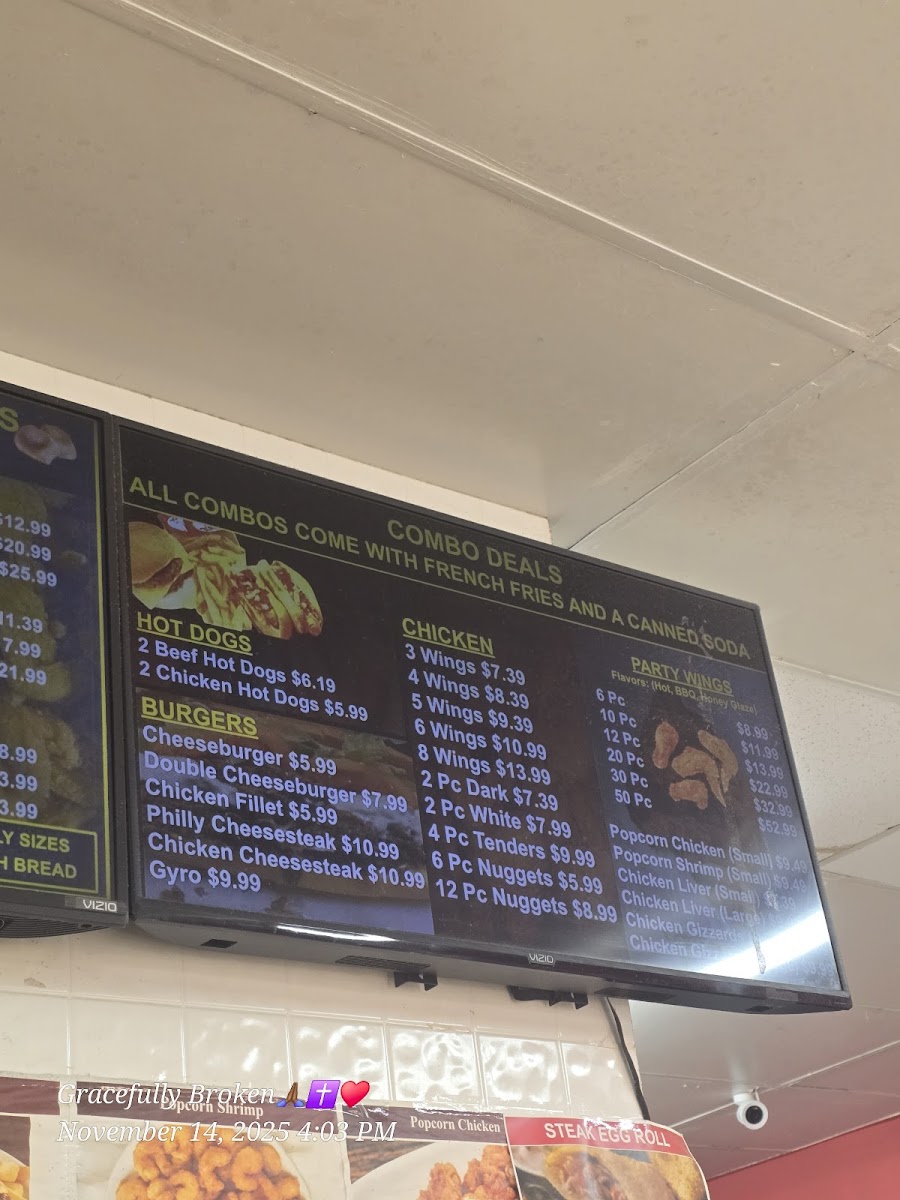 S
$12.99
$20.99
$25.99
11.39
7.99
21.99
8.99
3.99
3.99
LY SIZES
H BREAD
VIZIO
COMBO DEALS
ALL COMBOS COME WITH FRENCH FRIES AND A CANNED SODA
HOT DOGS
2 Beef Hot Dogs $6.19
2 Chicken Hot Dogs $5.99
BURGERS
Cheeseburger $5.99
Double Cheeseburger $7.99
Chicken Fillet $5.99
Philly Cheesesteak $10.99
Chicken Cheesesteak $10.99
Gyro $9.99
CHICKEN
3 Wings $7.39
4 Wings $8.39
5 Wings $9.39
6 Wings $10.99
8 Wings $13.99
2 Pc Dark $7.39
2 Pc White $7.99
4 Pc Tenders $9.99
6 Pc Nuggets $5.99
12 Pc Nuggets $8.99
PARTY WINGS
Flavors: (Hot, BBQ, Honey Glaze)
6 Pc $8.99
10 Pc $11.99
12 Pc $13.99
20 Pc $22.99
30 Pc $32.99
50 Pc $52.99
Popcorn Chicken (Small) $9.49
Popcorn Shrimp (Small) $9.49
Chicken Liver (Small)
Chicken Liver (Large)
Chicken
Chicken
VIZIO
Gracefully Broken 🙏🏾✝️❤️
November 14, 2025 4:03 PM
Popcorn Shrimp
Popcorn Chicken
STEAK EGG ROLL